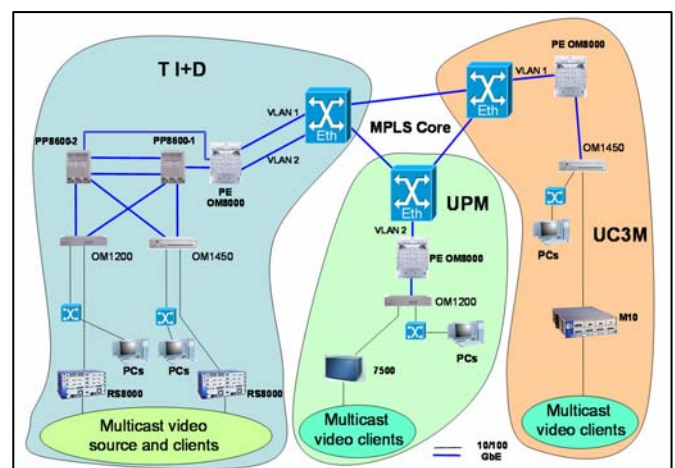 T I+D
PE OM8000
VLAN 1
VLAN 1
Eth
Eth
MPLS Core
PP8600-2
PP8600-1
VLAN 2
PE
OM8000
OM1450
Eth
UPM
VLAN 2
UC3M
PCs
OM1200
OM1450
PE OM8000
OM1200
M10
PCs
PCs
7500
PCs
RS8000
RS8000
Multicast video
source and clients
Multicast
video clients
Multicast
video clients
10/100
GbE